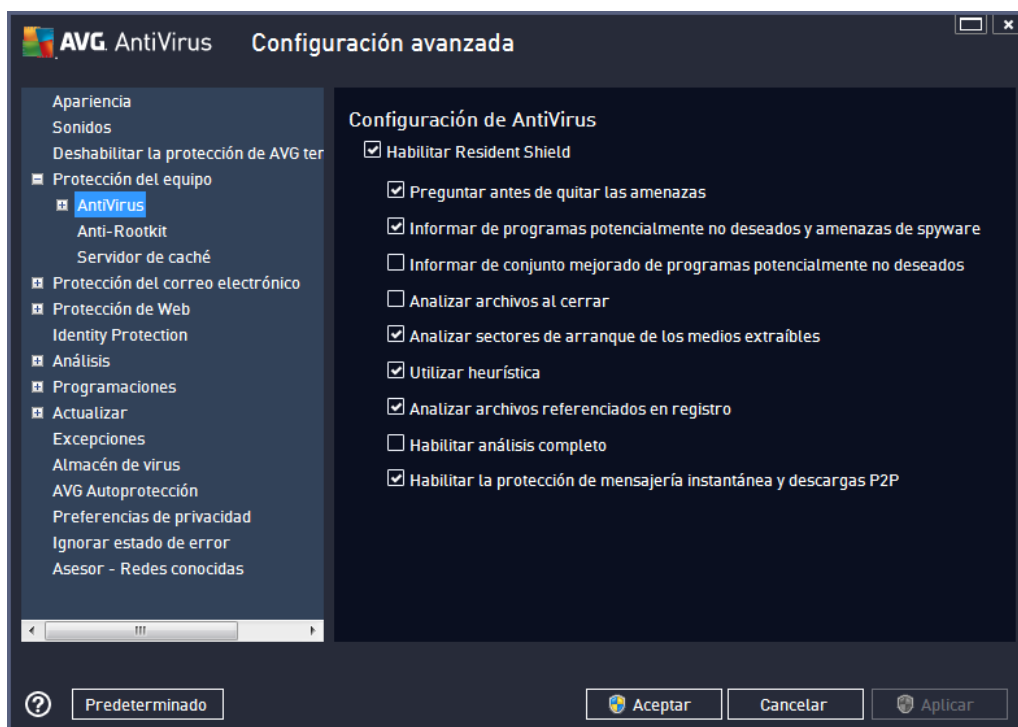 AVG. AntiVirus Configuración avanzada
Apariencia
Sonidos
Deshabilitar la protección de AVG ter
Protección del equipo
AntiVirus
Anti-Rootkit
Servidor de caché
Protección del correo electrónico
Protección de Web
Identity Protection
Análisis
Programaciones
Actualizar
Excepciones
Almacén de virus
AVG Autoprotección
Preferencias de privacidad
Ignorar estado de error
Asesor - Redes conocidas
Configuración de AntiVirus
Habilitar Resident Shield
Preguntar antes de quitar las amenazas
Informar de programas potencialmente no deseados y amenazas de spyware
Informar de conjunto mejorado de programas potencialmente no deseados
Analizar archivos al cerrar
Analizar sectores de arranque de los medios extraíbles
Utilizar heurística
Analizar archivos referenciados en registro
Habilitar análisis completo
Habilitar la protección de mensajería instantánea y descargas P2P
? Predeterminado Aceptar Cancelar Aplicar